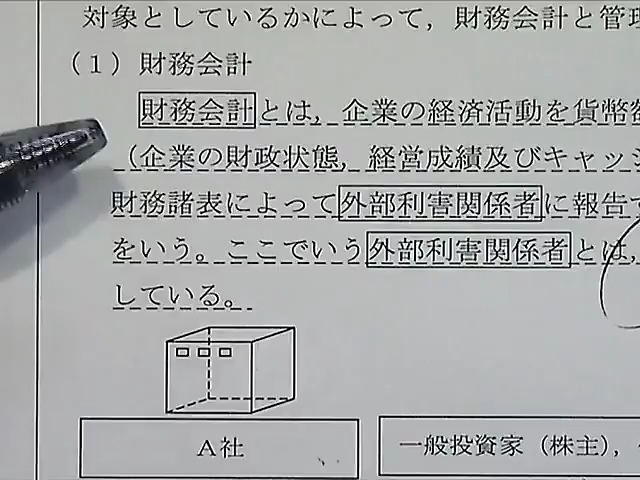 対象としているかによって，財務会計と管理
（１）財務会計
財務会計とは，企業の経済活動を貨幣額
（企業の財政状態，経営成績及びキャッシ
財務諸表によって外部利害関係者に報告す
をいう。ここでいう外部利害関係者とは，
している。
Ａ社
一般投資家（株主），